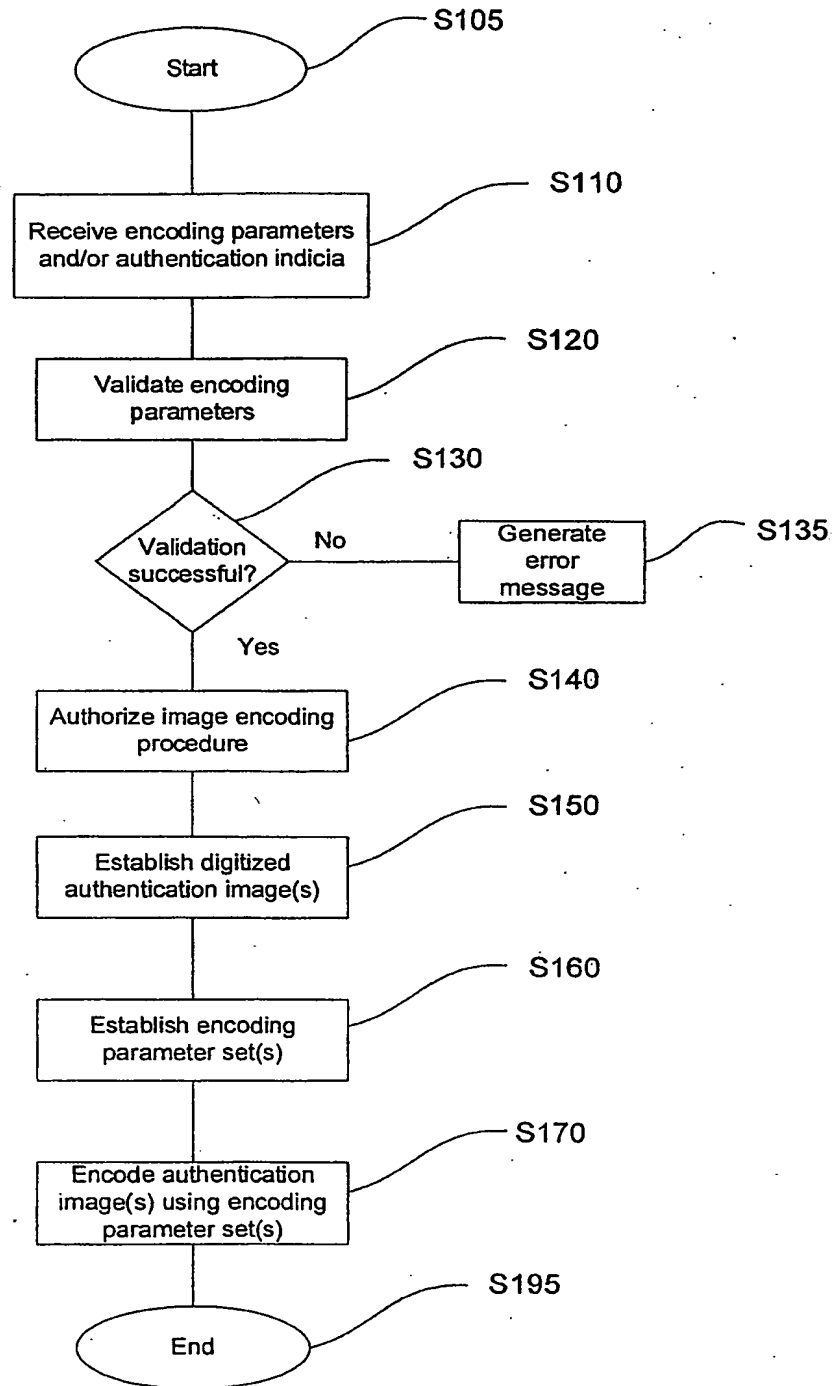 S105
Start
S110
Receive encoding parameters
and/or authentication indicia
S120
Validate encoding
parameters
S130
Validation
successful?
No
Generate
error
message
S135
Yes
S140
Authorize image encoding
procedure
S150
Establish digitized
authentication image(s)
S160
Establish encoding
parameter set(s)
S170
Encode authentication
image(s) using encoding
parameter set(s)
S195
End